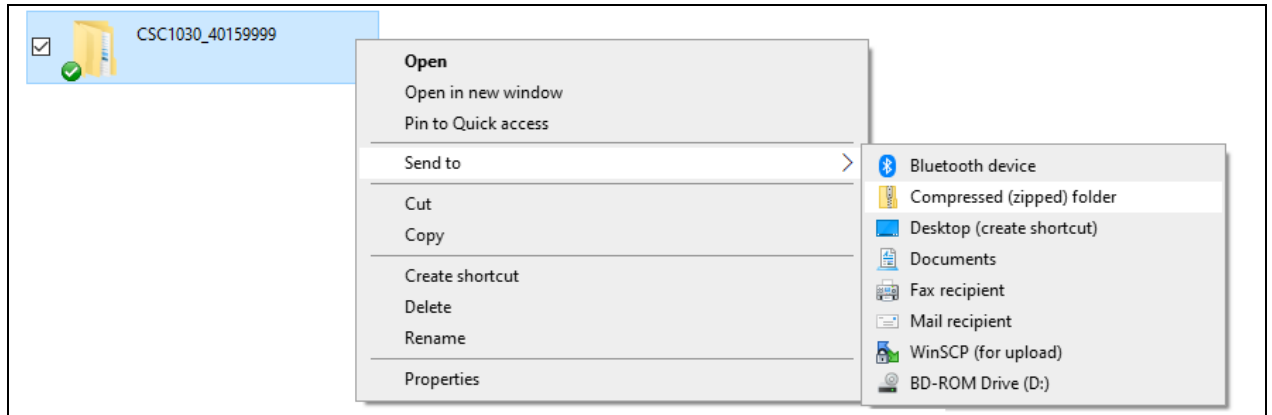 CSC1030_40159999
Open
Open in new window
Pin to Quick access
Send to
Cut
Copy
Create shortcut
Delete
Rename
Properties
Bluetooth device
Compressed (zipped) folder
Desktop (create shortcut)
Documents
Fax recipient
Mail recipient
WinSCP (for upload)
BD-ROM Drive (D:)